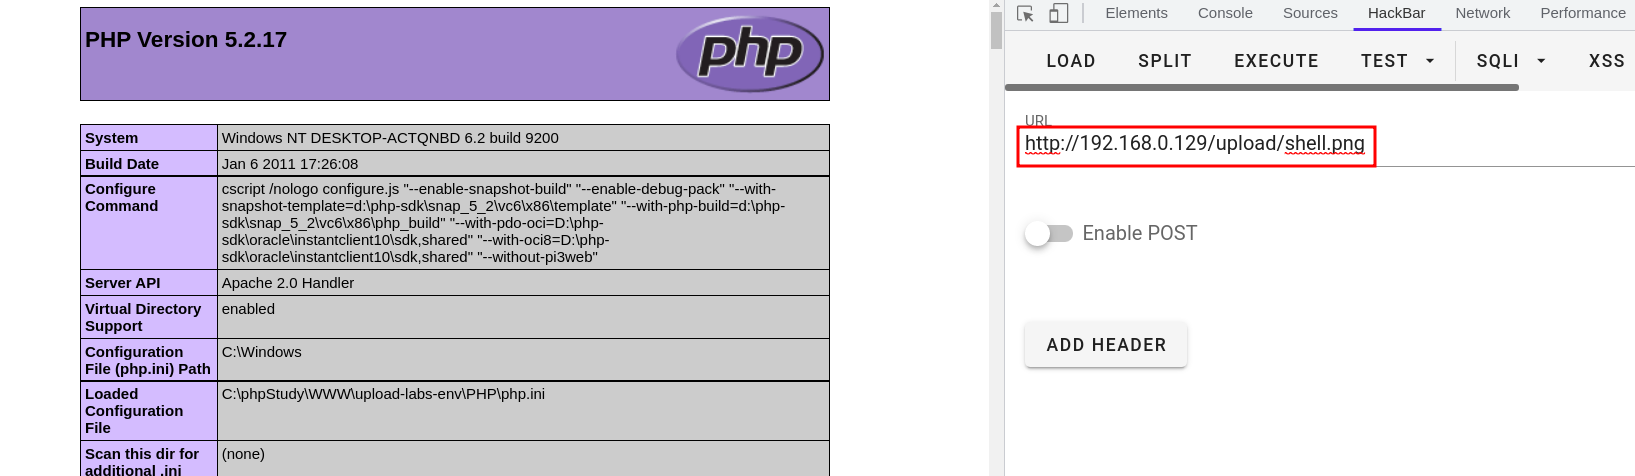 PHP Version 5.2.17
php
System
Windows NT DESKTOP-ACTQNBD 6.2 build 9200
Build Date
Jan 6 2011 17:26:08
Configure
Command
cscript /nologo configure.js "--enable-snapshot-build" "--enable-debug-pack" "--with-
snapshot-template=d:\php-sdk\snap_5_2\vc6\x86\template" "--with-php-build=d:\php-
sdk\snap_5_2\vc6\x86\php_build" "--with-pdo-oci=D:\php-
sdk\oracle\instantclient10\sdk,shared" "--with-oci8=D:\php-
sdk\oracle\instantclient10\sdk,shared" "--without-pi3web"
Server API
Apache 2.0 Handler
Virtual Directory
Support
enabled
Configuration
File (php.ini) Path
C:\Windows
Loaded
Configuration
File
C:\phpStudy\WWW\upload-labs-env\PHP\php.ini
Scan this dir for
additional .ini
(none)
Elements
Console
Sources
HackBar
Network
Performance
LOAD
SPLIT
EXECUTE
TEST
SQLI
XSS
URL
http://192.168.0.129/upload/shell.png
Enable POST
ADD HEADER